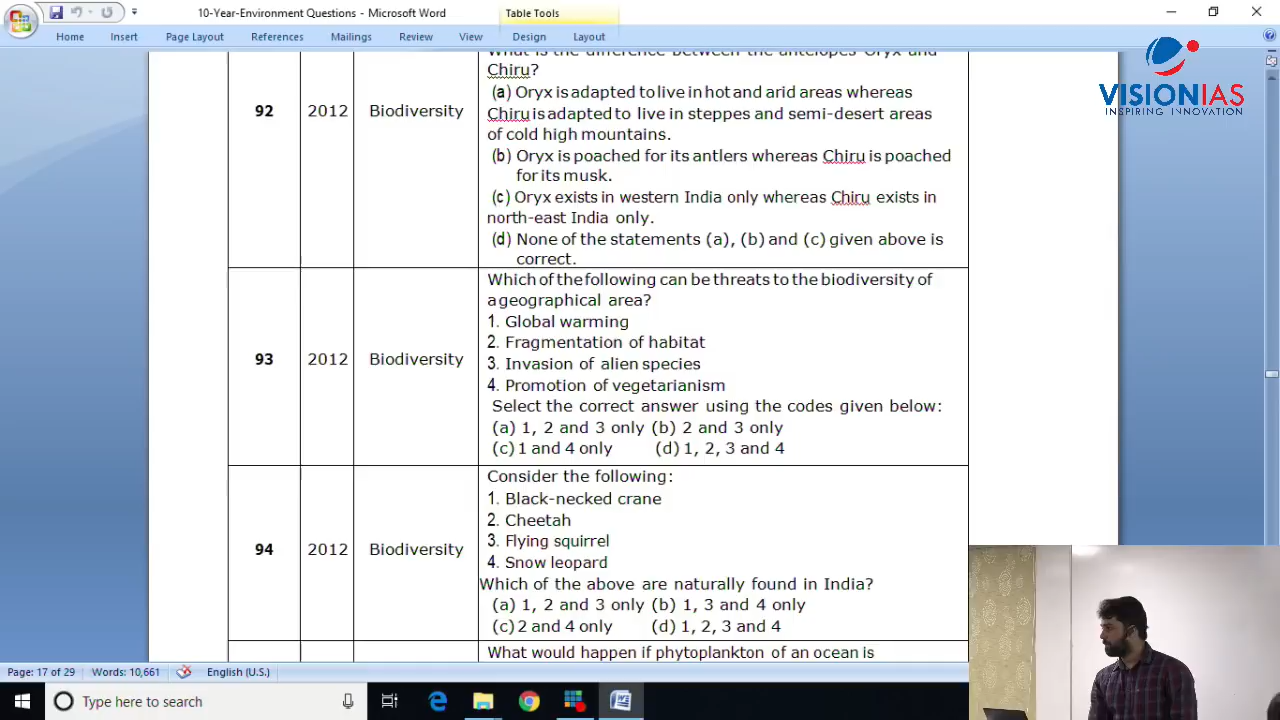 10-Year-Environment Questions - Microsoft Word
Table Tools
Home Insert Page Layout References Mailings Review View Design Layout
VISIONIAS
INSPIRING INNOVATION
What is the difference between the antelopes Oryx and
Chiru?
(a) Oryx is adapted to live in hot and arid areas whereas
Chiru is adapted to live in steppes and semi-desert areas
of cold high mountains.
(b) Oryx is poached for its antlers whereas Chiru is poached
for its musk.
(c) Oryx exists in western India only whereas Chiru exists in
north-east India only.
(d) None of the statements (a), (b) and (c) given above is
correct.
92 2012 Biodiversity
Which of the following can be threats to the biodiversity of
a geographical area?
1. Global warming
2. Fragmentation of habitat
3. Invasion of alien species
4. Promotion of vegetarianism
Select the correct answer using the codes given below:
(a) 1, 2 and 3 only (b) 2 and 3 only
(c) 1 and 4 only (d) 1, 2, 3 and 4
93 2012 Biodiversity
Consider the following:
1. Black-necked crane
2. Cheetah
3. Flying squirrel
4. Snow leopard
Which of the above are naturally found in India?
(a) 1, 2 and 3 only (b) 1, 3 and 4 only
(c) 2 and 4 only (d) 1, 2, 3 and 4
94 2012 Biodiversity
What would happen if phytoplankton of an ocean is
Page: 17 of 29 Words: 10,661 English (U.S.)
Type here to search